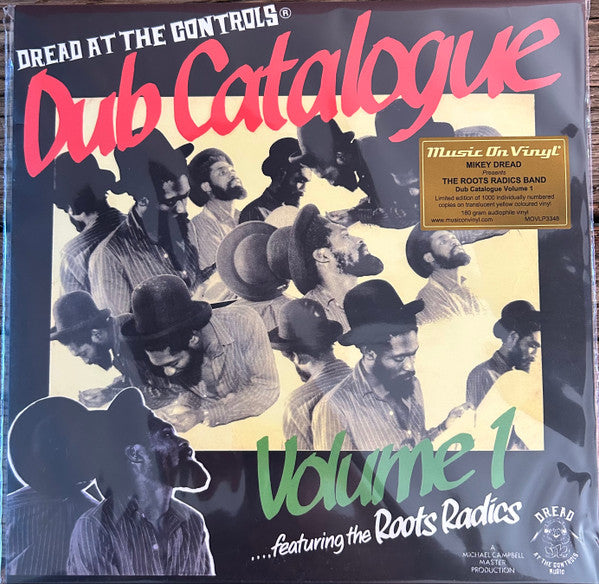 DREAD AT THE CONTROLS®
Dub Catalogue
Music On Vinyl®
MIKEY DREAD
Presents
THE ROOTS RADICS BAND
Dub Catalogue Volume 1
Limited edition of 1000 individually numbered
copies on translucent yellow coloured vinyl
180 gram audiophile vinyl
www.musiconvinyl.com MOVLP3348
Volume 1
....featuring the Roots Radics
A
MICHAEL CAMPBELL
MASTER
PRODUCTION
DREAD
AT THE CONTROLS
MUSIC